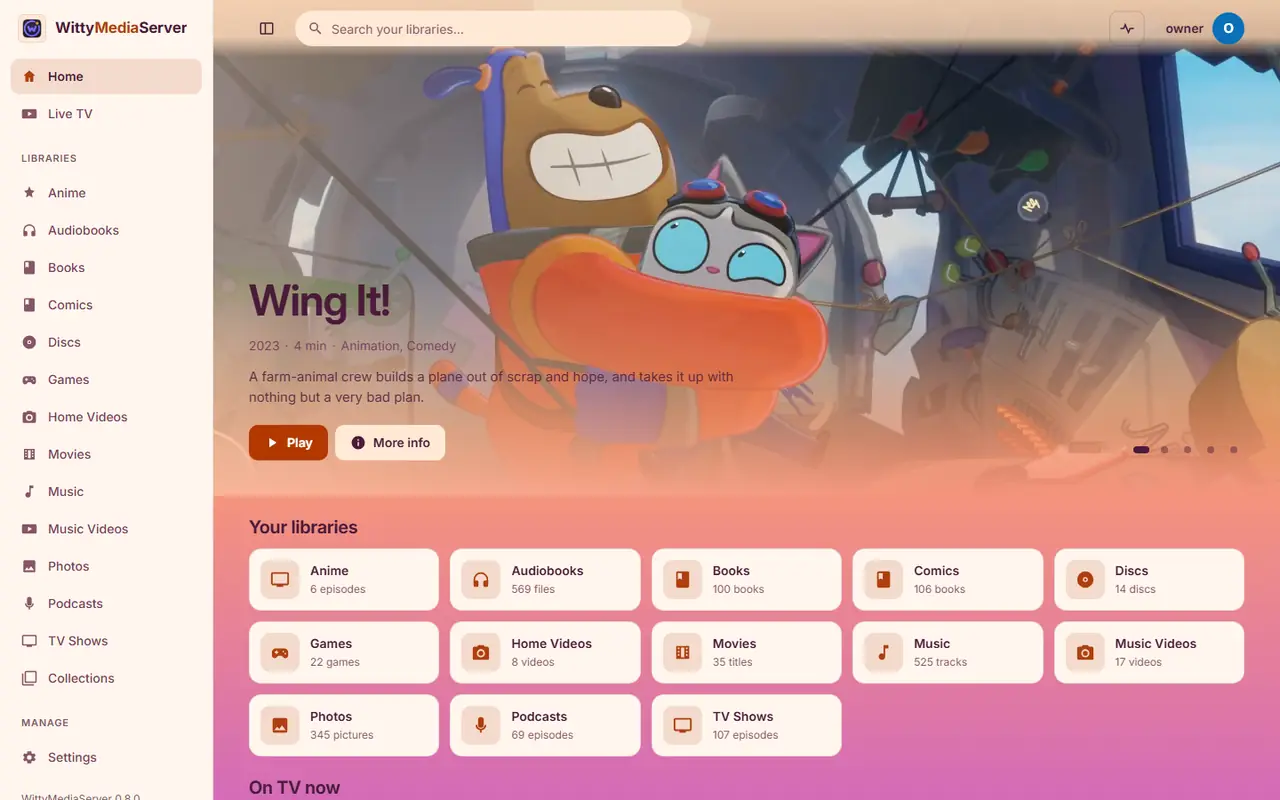 WittyMediaServer
Search your libraries...
owner
O
Home
Live TV
LIBRARIES
Anime
Audiobooks
Books
Comics
Discs
Games
Home Videos
Movies
Music
Music Videos
Photos
Podcasts
TV Shows
Collections
MANAGE
Settings
WittyMediaServer 0.8.0
Wing It!
2023 · 4 min · Animation, Comedy
A farm-animal crew builds a plane out of scrap and hope, and takes it up with
nothing but a very bad plan.
Play
More info
Your libraries
Anime
6 episodes
Audiobooks
569 files
Books
100 books
Comics
106 books
Discs
14 discs
Games
22 games
Home Videos
8 videos
Movies
35 titles
Music
525 tracks
Music Videos
17 videos
Photos
345 pictures
Podcasts
69 episodes
TV Shows
107 episodes
On TV now